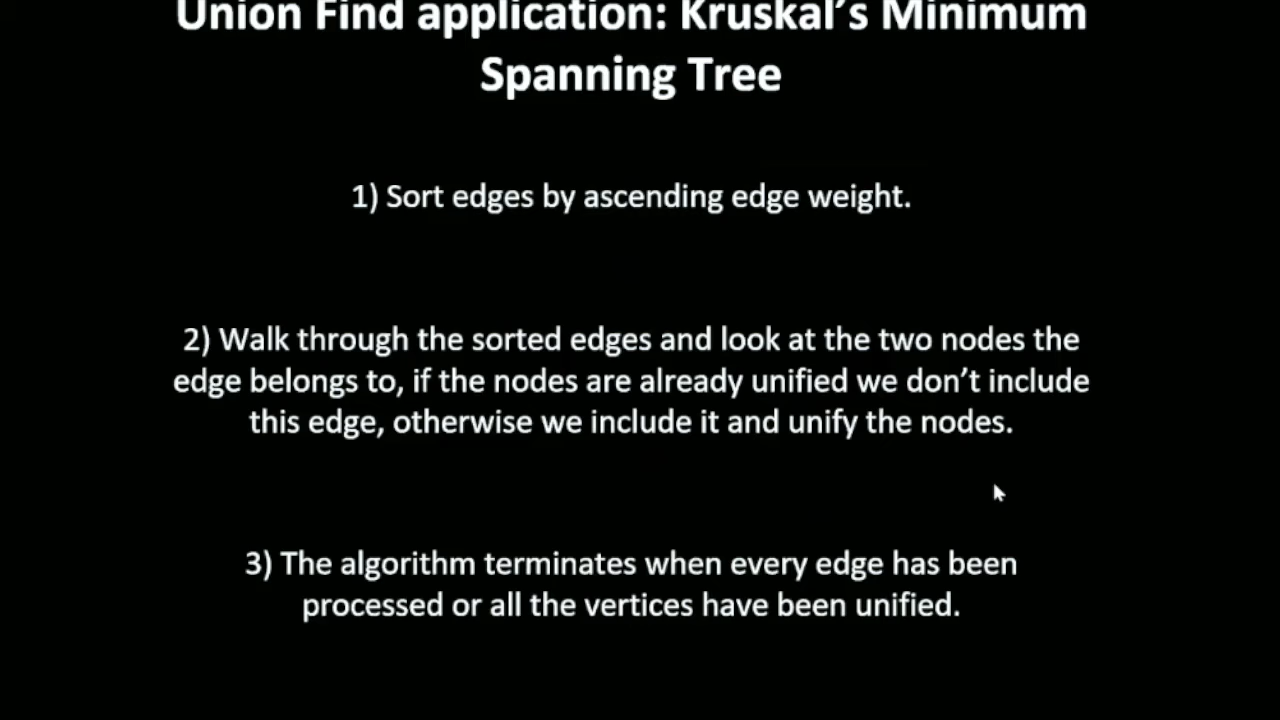 Union Find application: Kruskal's Minimum
Spanning Tree
1) Sort edges by ascending edge weight.
2) Walk through the sorted edges and look at the two nodes the
edge belongs to, if the nodes are already unified we don't include
this edge, otherwise we include it and unify the nodes.
3) The algorithm terminates when every edge has been
processed or all the vertices have been unified.